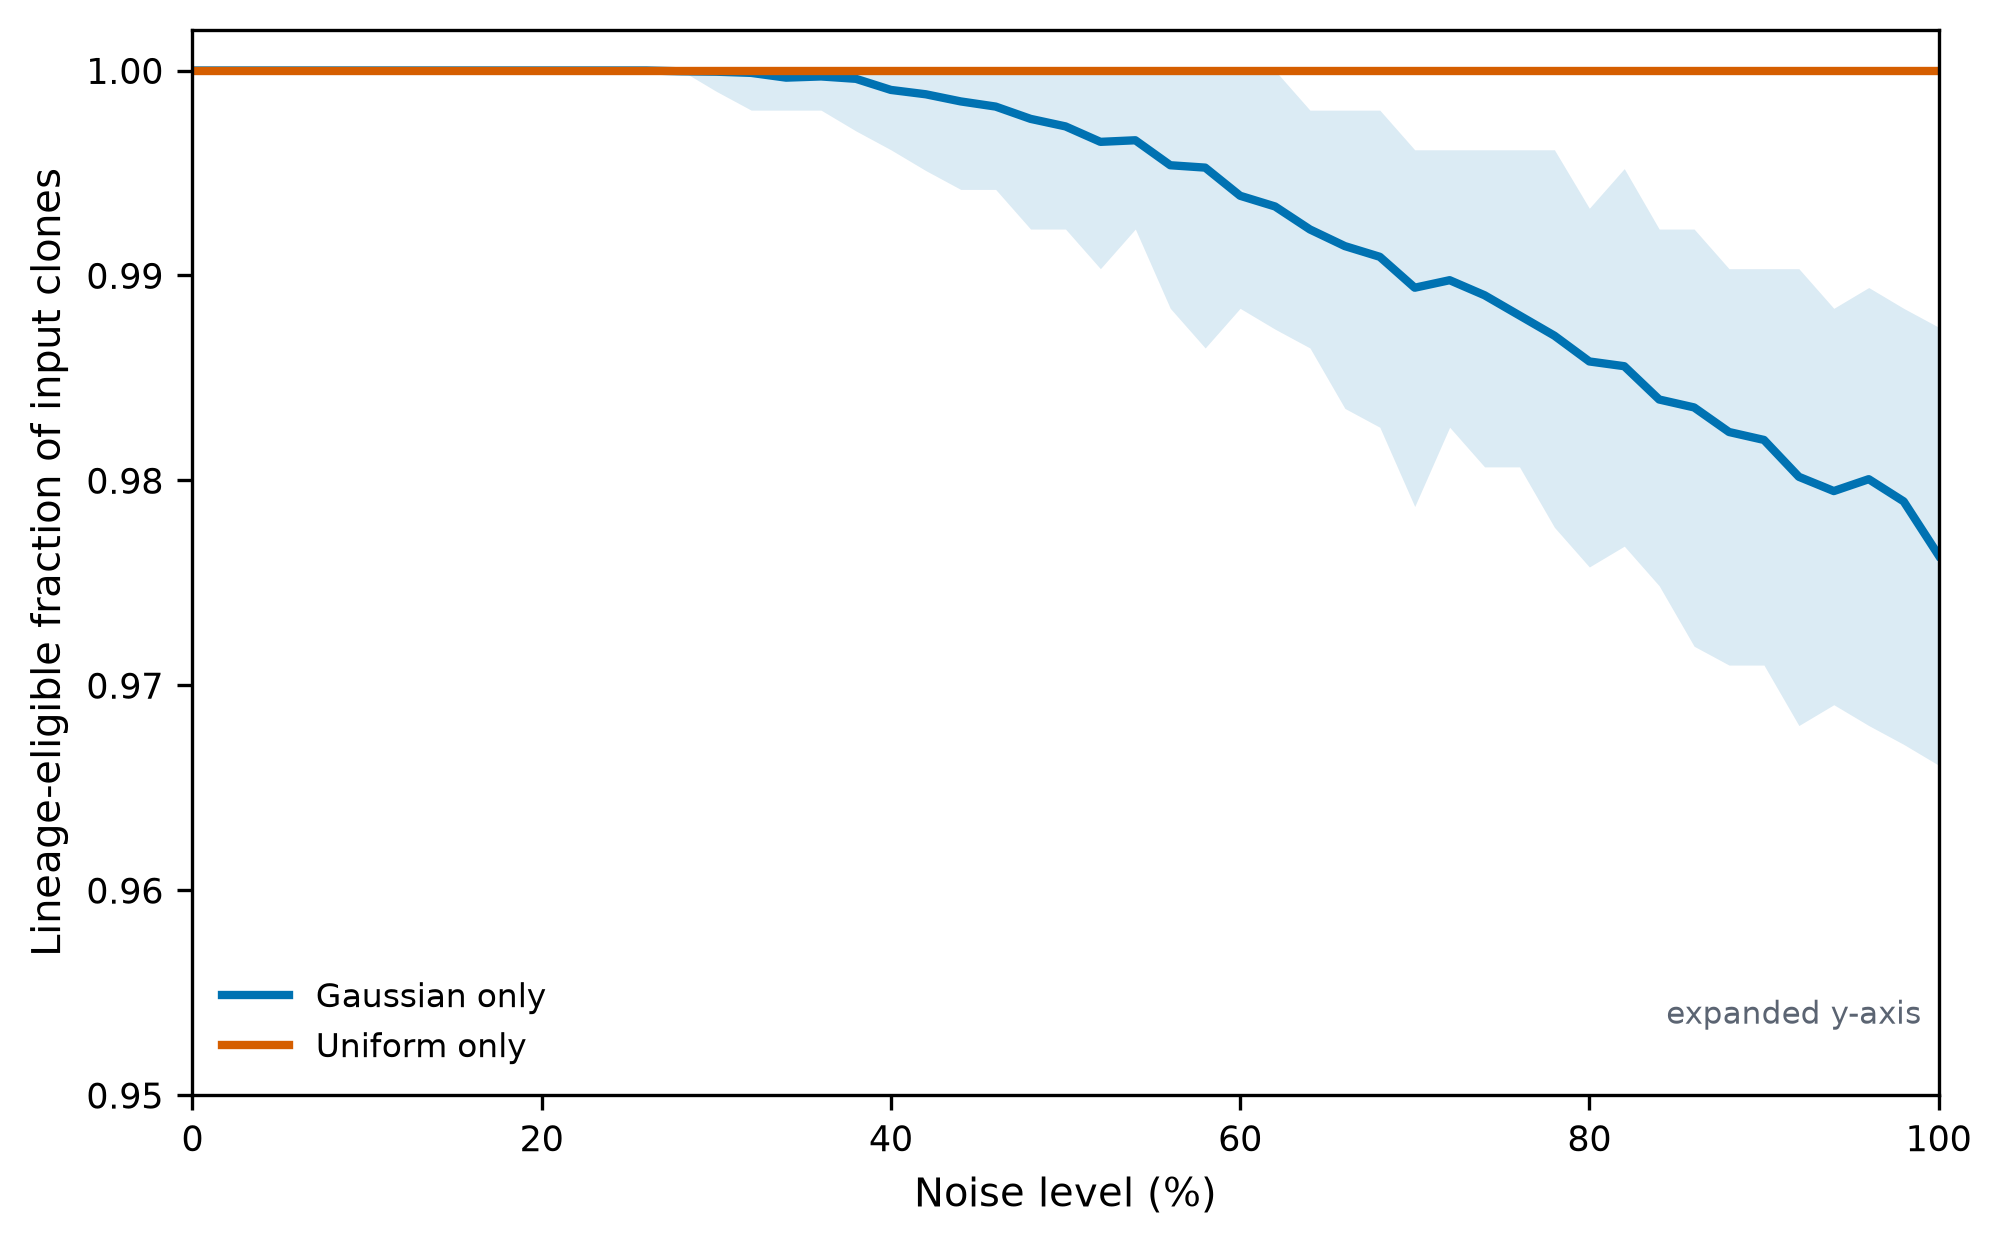 Lineage-eligible fraction of input clones
1.00
0.99
0.98
0.97
0.96
0.95
Gaussian only
Uniform only
expanded y-axis
0 20 40 60 80 100
Noise level (%)